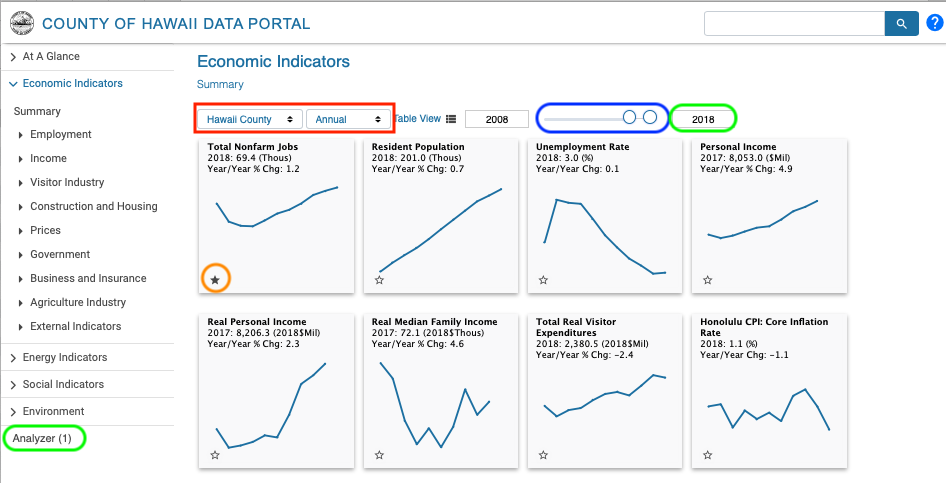 COUNTY OF HAWAII DATA PORTAL
?
At A Glance
Economic Indicators
Summary
Employment
Income
Visitor Industry
Construction and Housing
Prices
Government
Business and Insurance
Agriculture Industry
External Indicators
Energy Indicators
Social Indicators
Environment
Analyzer (1)
Economic Indicators
Summary
Hawaii County Annual Table View 2008 2018
Total Nonfarm Jobs
2018: 69.4 (Thous)
Year/Year % Chg: 1.2
Resident Population
2018: 201.0 (Thous)
Year/Year % Chg: 0.7
Unemployment Rate
2018: 3.0 (%)
Year/Year Chg: 0.1
Personal Income
2017: 8,053.0 ($Mil)
Year/Year % Chg: 4.9
Real Personal Income
2017: 8,206.3 (2018$Mil)
Year/Year % Chg: 2.3
Real Median Family Income
2017: 72.1 (2018$Thous)
Year/Year % Chg: 4.6
Total Real Visitor
Expenditures
2018: 2,380.5 (2018$Mil)
Year/Year % Chg: -2.4
Honolulu CPI: Core Inflation
Rate
2018: 1.1 (%)
Year/Year Chg: -1.1